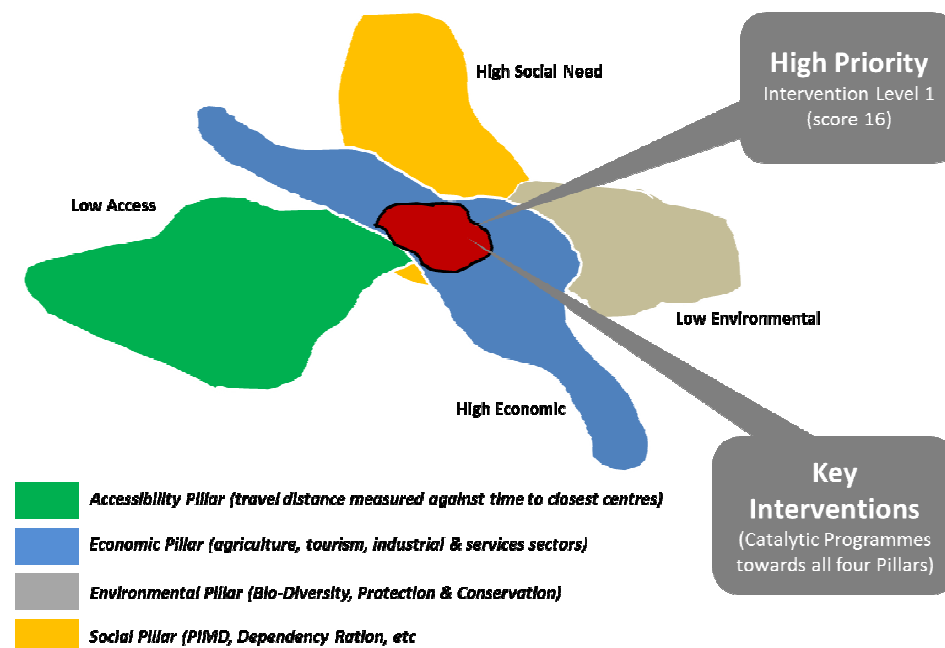 High Social Need
High Priority
Intervention Level 1
(score 16)
Low Access
Low Environmental
High Economic
Key
Interventions
(Catalytic Programmes
towards all four Pillars)
Accessibility Pillar (travel distance measured against time to closest centres)
Economic Pillar (agriculture, tourism, industrial & services sectors)
Environmental Pillar (Bio-Diversity, Protection & Conservation)
Social Pillar (PIMD, Dependency Ration, etc